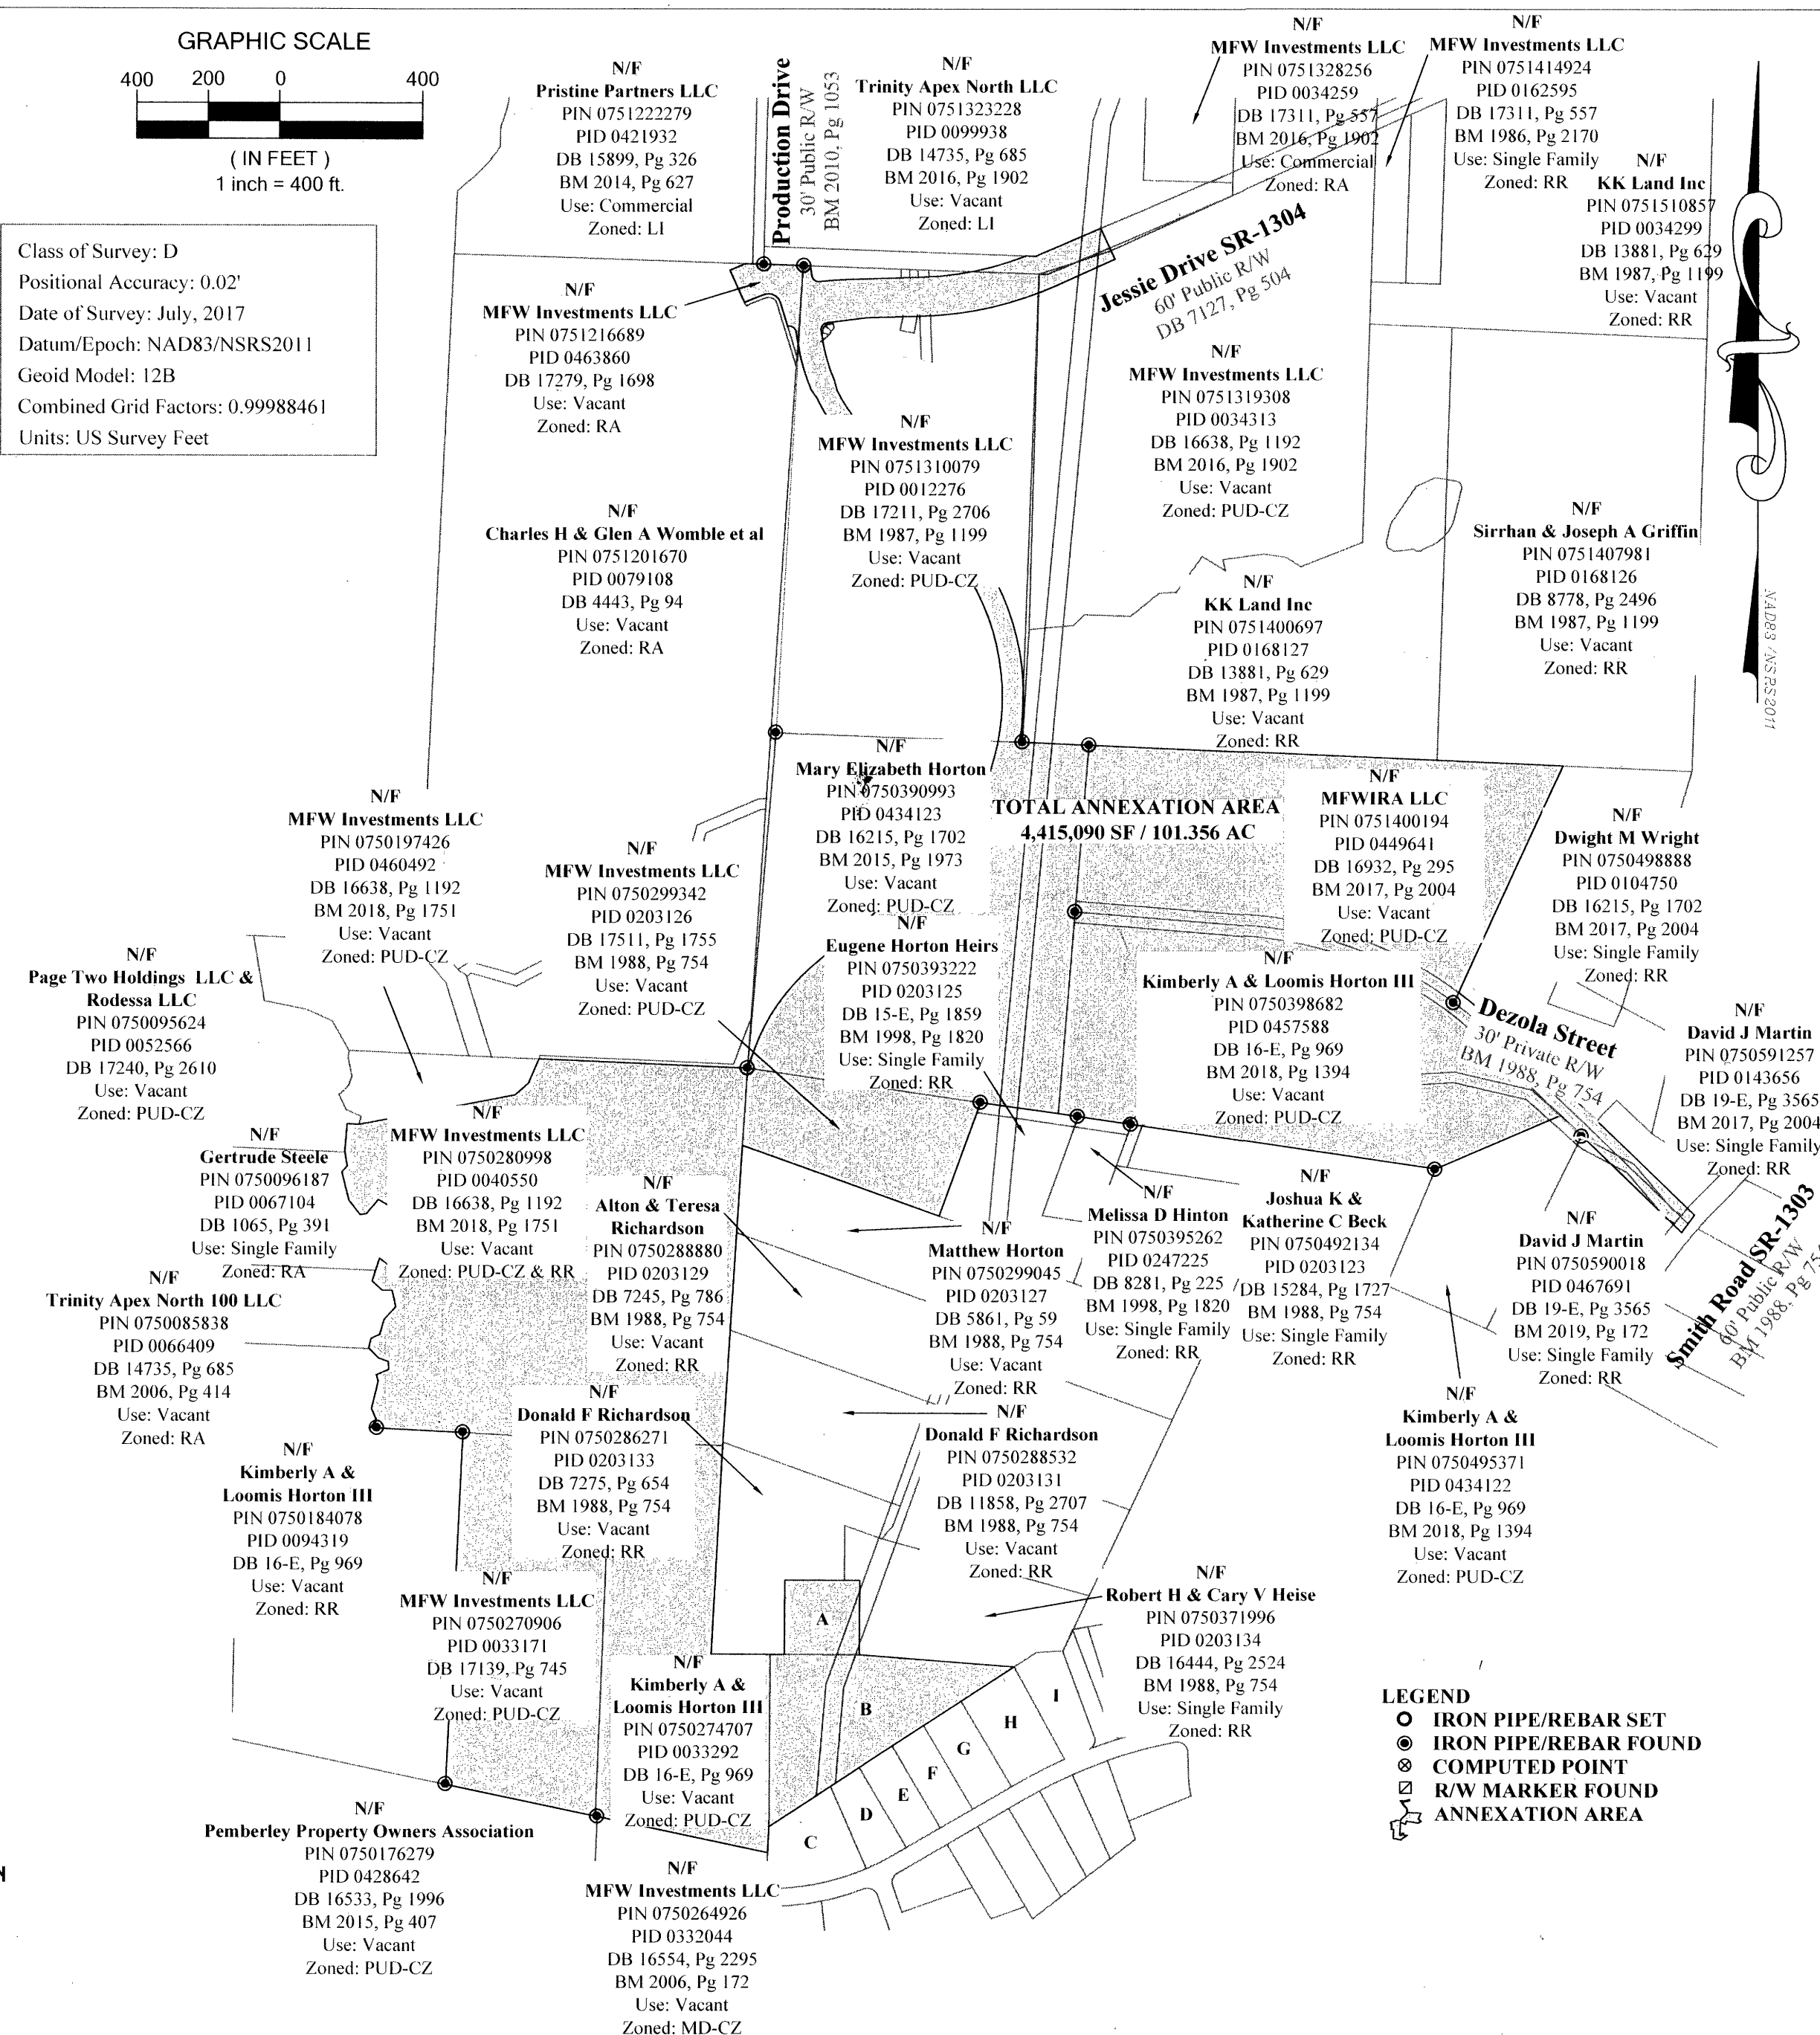 GRAPHIC SCALE
400 200 0 400
( IN FEET )
1 inch = 400 ft.
Class of Survey: D
Positional Accuracy: 0.02'
Date of Survey: July, 2017
Datum/Epoch: NAD83/NSRS2011
Geoid Model: 12B
Combined Grid Factors: 0.99988461
Units: US Survey Feet
N/F
Pristine Partners LLC
PIN 0751222279
PID 0421932
DB 15899, Pg 326
BM 2014, Pg 627
Use: Commercial
Zoned: LI
Production Drive
30' Public R/W
BM 2010, Pg 1053
N/F
Trinity Apex North LLC
PIN 0751323228
PID 0099938
DB 14735, Pg 685
BM 2016, Pg 1902
Use: Vacant
Zoned: LI
N/F
MFW Investments LLC
PIN 0751328256
PID 0034259
DB 17311, Pg 557
BM 2016, Pg 1902
Use: Commercial
Zoned: RA
N/F
MFW Investments LLC
PIN 0751414924
PID 0162595
DB 17311, Pg 557
BM 1986, Pg 2170
Use: Single Family
Zoned: RR
N/F
KK Land Inc
PIN 0751510857
PID 0034299
DB 13881, Pg 629
BM 1987, Pg 1199
Use: Vacant
Zoned: RR
Jessie Drive SR-1304
60' Public R/W
DB 7127, Pg 504
NAD83 /NSRS2011
N/F
MFW Investments LLC
PIN 0751216689
PID 0463860
DB 17279, Pg 1698
Use: Vacant
Zoned: RA
N/F
MFW Investments LLC
PIN 0751319308
PID 0034313
DB 16638, Pg 1192
BM 2016, Pg 1902
Use: Vacant
Zoned: PUD-CZ
N/F
MFW Investments LLC
PIN 0751310079
PID 0012276
DB 17211, Pg 2706
BM 1987, Pg 1199
Use: Vacant
Zoned: PUD-CZ
N/F
Charles H & Glen A Womble et al
PIN 0751201670
PID 0079108
DB 4443, Pg 94
Use: Vacant
Zoned: RA
N/F
Sirrhan & Joseph A Griffin
PIN 0751407981
PID 0168126
DB 8778, Pg 2496
BM 1987, Pg 1199
Use: Vacant
Zoned: RR
N/F
KK Land Inc
PIN 0751400697
PID 0168127
DB 13881, Pg 629
BM 1987, Pg 1199
Use: Vacant
Zoned: RR
N/F
Mary Elizabeth Horton
PIN 0750390993
PID 0434123
DB 16215, Pg 1702
BM 2015, Pg 1973
Use: Vacant
Zoned: PUD-CZ
TOTAL ANNEXATION AREA
4,415,090 SF / 101.356 AC
N/F
MFWIRA LLC
PIN 0751400194
PID 0449641
DB 16932, Pg 295
BM 2017, Pg 2004
Use: Vacant
Zoned: PUD-CZ
N/F
Dwight M Wright
PIN 0750498888
PID 0104750
DB 16215, Pg 1702
BM 2017, Pg 2004
Use: Single Family
Zoned: RR
N/F
MFW Investments LLC
PIN 0750197426
PID 0460492
DB 16638, Pg 1192
BM 2018, Pg 1751
Use: Vacant
Zoned: PUD-CZ
N/F
MFW Investments LLC
PIN 0750299342
PID 0203126
DB 17511, Pg 1755
BM 1988, Pg 754
Use: Vacant
Zoned: PUD-CZ
N/F
Eugene Horton Heirs
PIN 0750393222
PID 0203125
DB 15-E, Pg 1859
BM 1998, Pg 1820
Use: Single Family
Zoned: RR
N/F
Kimberly A & Loomis Horton III
PIN 0750398682
PID 0457588
DB 16-E, Pg 969
BM 2018, Pg 1394
Use: Vacant
Zoned: PUD-CZ
Dezola Street
30' Private R/W
BM 1988, Pg 754
N/F
David J Martin
PIN 0750591257
PID 0143656
DB 19-E, Pg 3565
BM 2017, Pg 2004
Use: Single Family
Zoned: RR
N/F
Page Two Holdings LLC &
Rodessa LLC
PIN 0750095624
PID 0052566
DB 17240, Pg 2610
Use: Vacant
Zoned: PUD-CZ
N/F
Gertrude Steele
PIN 0750096187
PID 0067104
DB 1065, Pg 391
Use: Single Family
Zoned: RA
N/F
MFW Investments LLC
PIN 0750280998
PID 0040550
DB 16638, Pg 1192
BM 2018, Pg 1751
Use: Vacant
Zoned: PUD-CZ & RR
N/F
Alton & Teresa
Richardson
PIN 0750288880
PID 0203129
DB 7245, Pg 786
BM 1988, Pg 754
Use: Vacant
Zoned: RR
N/F
Matthew Horton
PIN 0750299045
PID 0203127
DB 5861, Pg 59
BM 1988, Pg 754
Use: Vacant
Zoned: RR
N/F
Melissa D Hinton
PIN 0750395262
PID 0247225
DB 8281, Pg 225
BM 1998, Pg 1820
Use: Single Family
Zoned: RR
N/F
Joshua K &
Katherine C Beck
PIN 0750492134
PID 0203123
DB 15284, Pg 1727
BM 1988, Pg 754
Use: Single Family
Zoned: RR
N/F
David J Martin
PIN 0750590018
PID 0467691
DB 19-E, Pg 3565
BM 2019, Pg 172
Use: Single Family
Zoned: RR
Smith Road SR-1303
60' Public R/W
BM 1988, Pg 754
N/F
Trinity Apex North 100 LLC
PIN 0750085838
PID 0066409
DB 14735, Pg 685
BM 2006, Pg 414
Use: Vacant
Zoned: RA
N/F
Donald F Richardson
PIN 0750286271
PID 0203133
DB 7275, Pg 654
BM 1988, Pg 754
Use: Vacant
Zoned: RR
N/F
Donald F Richardson
PIN 0750288532
PID 0203131
DB 11858, Pg 2707
BM 1988, Pg 754
Use: Vacant
Zoned: RR
N/F
Kimberly A &
Loomis Horton III
PIN 0750495371
PID 0434122
DB 16-E, Pg 969
BM 2018, Pg 1394
Use: Vacant
Zoned: PUD-CZ
N/F
Kimberly A &
Loomis Horton III
PIN 0750184078
PID 0094319
DB 16-E, Pg 969
Use: Vacant
Zoned: RR
N/F
MFW Investments LLC
PIN 0750270906
PID 0033171
DB 17139, Pg 745
Use: Vacant
Zoned: PUD-CZ
N/F
Kimberly A &
Loomis Horton III
PIN 0750274707
PID 0033292
DB 16-E, Pg 969
Use: Vacant
Zoned: PUD-CZ
N/F
Robert H & Cary V Heise
PIN 0750371996
PID 0203134
DB 16444, Pg 2524
BM 1988, Pg 754
Use: Single Family
Zoned: RR
A
B
C
D
E
F
G
H
I
LEGEND
IRON PIPE/REBAR SET
IRON PIPE/REBAR FOUND
COMPUTED POINT
R/W MARKER FOUND
ANNEXATION AREA
N/F
Pemberley Property Owners Association
PIN 0750176279
PID 0428642
DB 16533, Pg 1996
BM 2015, Pg 407
Use: Vacant
Zoned: PUD-CZ
N/F
MFW Investments LLC
PIN 0750264926
PID 0332044
DB 16554, Pg 2295
BM 2006, Pg 172
Use: Vacant
Zoned: MD-CZ